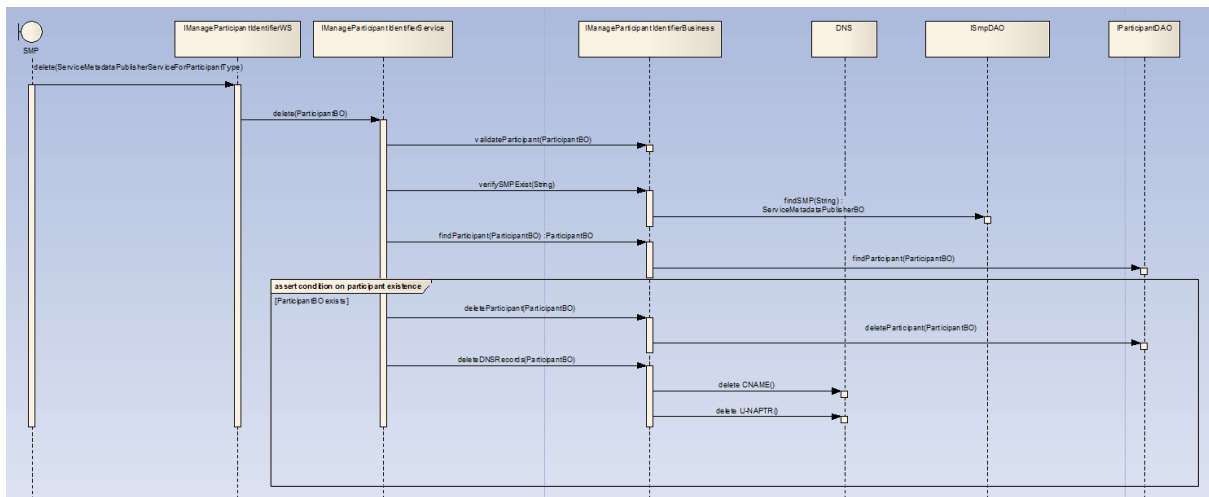 IManageParticipantIdentifierWS
IManageParticipantIdentifierService
IManageParticipantIdentifierBusiness
DNS
ISmpDAO
IParticipantDAO
SMP
delete(ServiceMetadataPublisherServiceForParticipantType)
delete(ParticipantBO)
validateParticipant(ParticipantBO)
verifySMPExist(String)
findSMP(String) :
ServiceMetadataPublisherBO
findParticipant(ParticipantBO) :ParticipantBO
findParticipant(ParticipantBO)
assert condition on participant existence
[ParticipantBO exists]
deleteParticipant(ParticipantBO)
deleteParticipant(ParticipantBO)
deleteDNSRecords(ParticipantBO)
delete CNAME()
delete U-NAPTR()